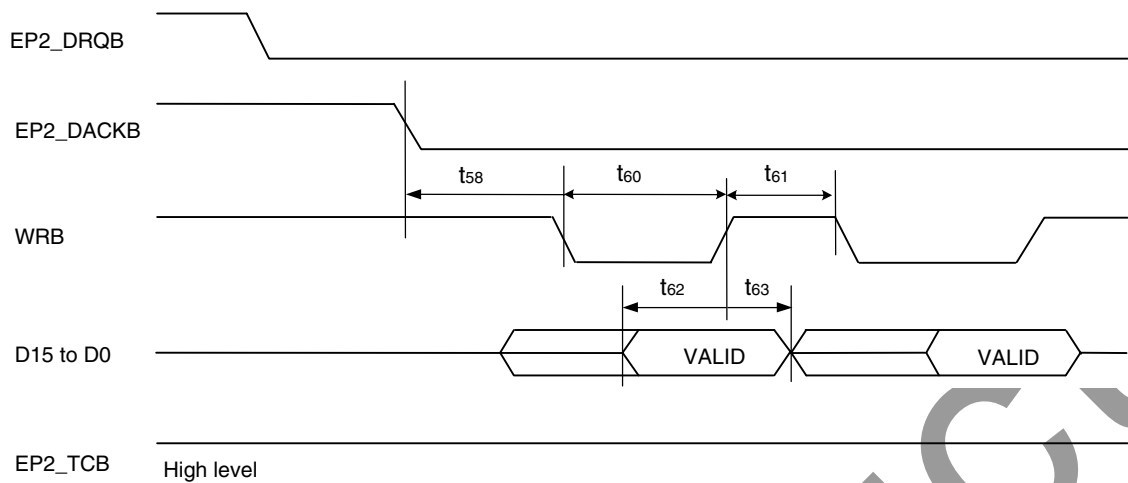 EP2_DRQB
EP2_DACKB
t58 t60 t61
WRB
t62 t63
D15 to D0 VALID VALID
EP2_TCB High level